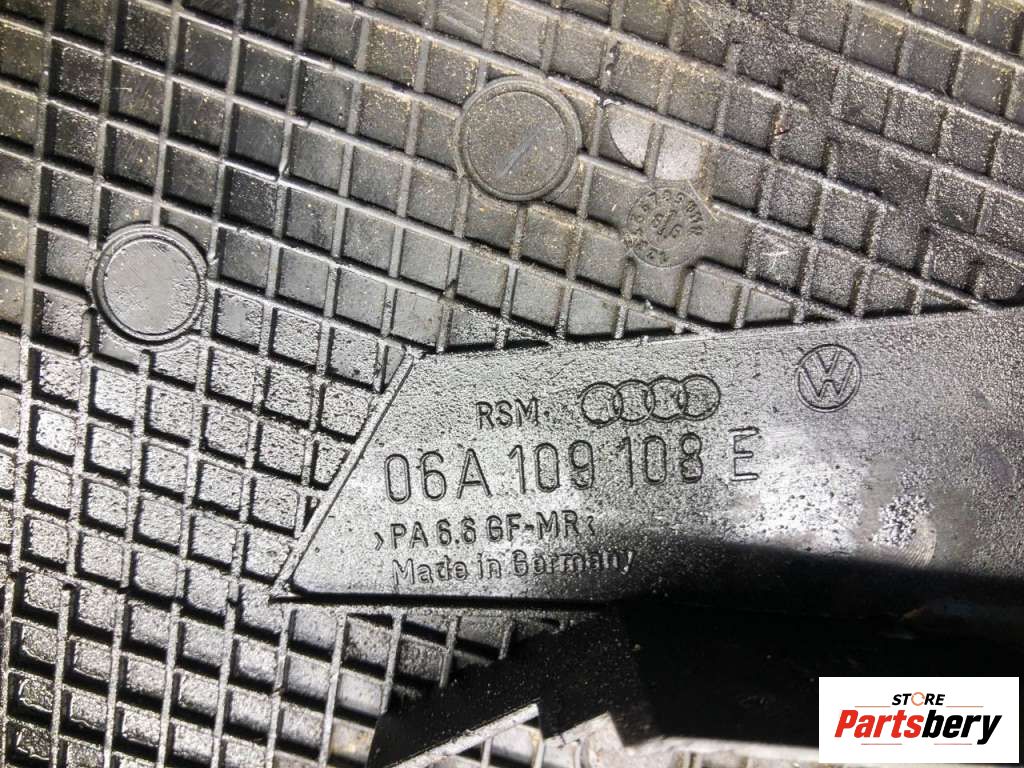 RSM
06A 109 108 E
>PA 6.6 GF-MR<
Made in Germany
STORE
Partsbery